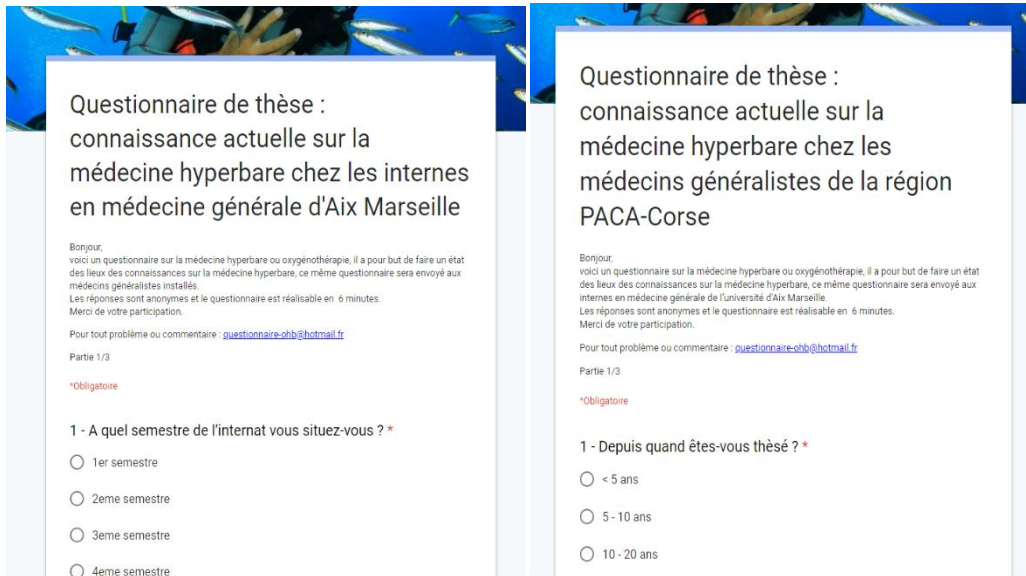 Questionnaire de thèse :
connaissance actuelle sur la
médecine hyperbare chez les internes
en médecine générale d'Aix Marseille
Bonjour,
voici un questionnaire sur la médecine hyperbare ou oxygénothérapie, il a pour but de faire un état
des lieux des connaissances sur la médecine hyperbare, ce même questionnaire sera envoyé aux
médecins généralistes installés.
Les réponses sont anonymes et le questionnaire est réalisable en 6 minutes.
Merci de votre participation.
Pour tout problème ou commentaire : questionnaire-ohb@hotmail.fr
Partie 1/3
*Obligatoire
1 - A quel semestre de l'internat vous situez-vous ? *
1er semestre
2eme semestre
3eme semestre
4eme semestre
Questionnaire de thèse :
connaissance actuelle sur la
médecine hyperbare chez les
médecins généralistes de la région
PACA-Corse
Bonjour,
voici un questionnaire sur la médecine hyperbare ou oxygénothérapie, il a pour but de faire un état
des lieux des connaissances sur la médecine hyperbare, ce même questionnaire sera envoyé aux
internes en médecine générale de l'université d'Aix Marseille.
Les réponses sont anonymes et le questionnaire est réalisable en 6 minutes.
Merci de votre participation.
Pour tout problème ou commentaire : questionnaire-ohb@hotmail.fr
Partie 1/3
*Obligatoire
1 - Depuis quand êtes-vous thèsé ? *
< 5 ans
5 - 10 ans
10 - 20 ans